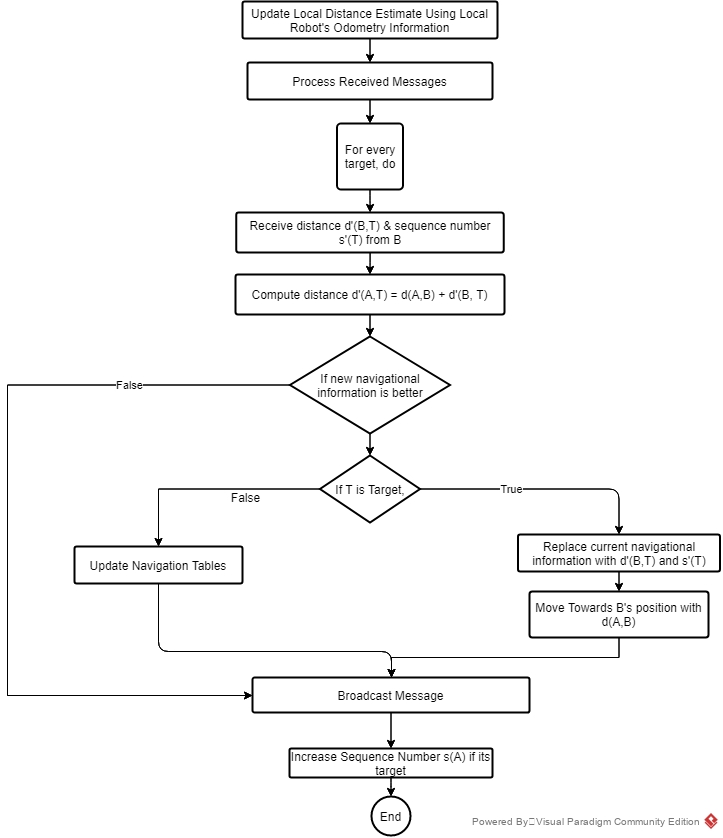 Update Local Distance Estimate Using Local
Robot's Odometry Information
Process Received Messages
For every
target, do
Receive distance d'(B,T) & sequence number
s'(T) from B
Compute distance d'(A,T) = d(A,B) + d'(B, T)
If new navigational
information is better
False
If T is Target,
False
True
Update Navigation Tables
Replace current navigational
information with d'(B,T) and s'(T)
Move Towards B's position with
d(A,B)
Broadcast Message
Increase Sequence Number s(A) if its
target
End
Powered By Visual Paradigm Community Edition